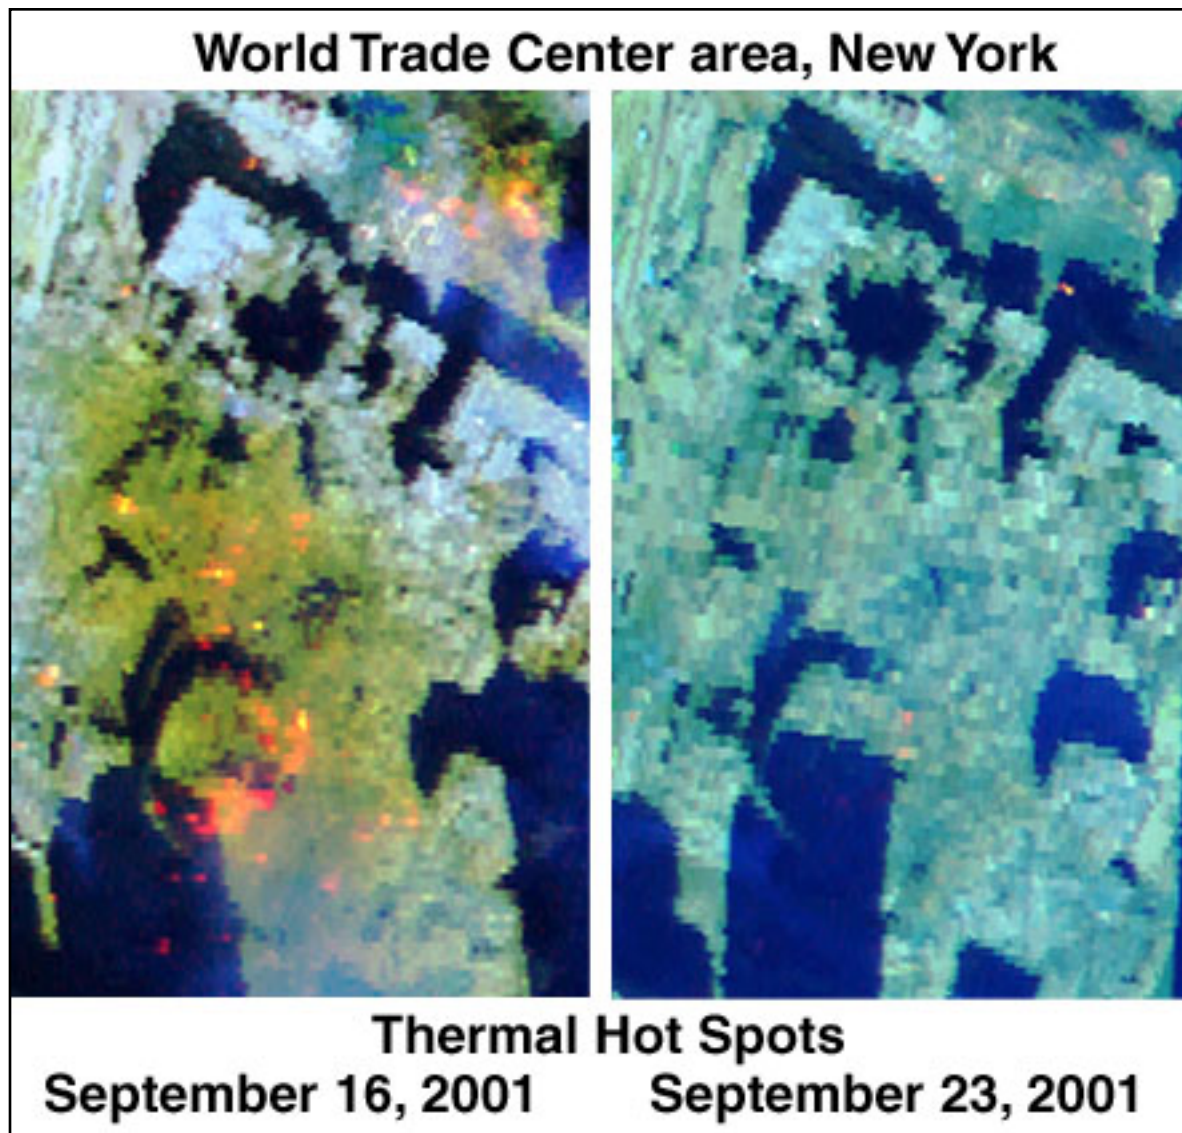 World Trade Center area, New York
Thermal Hot Spots
September 16, 2001
September 23, 2001